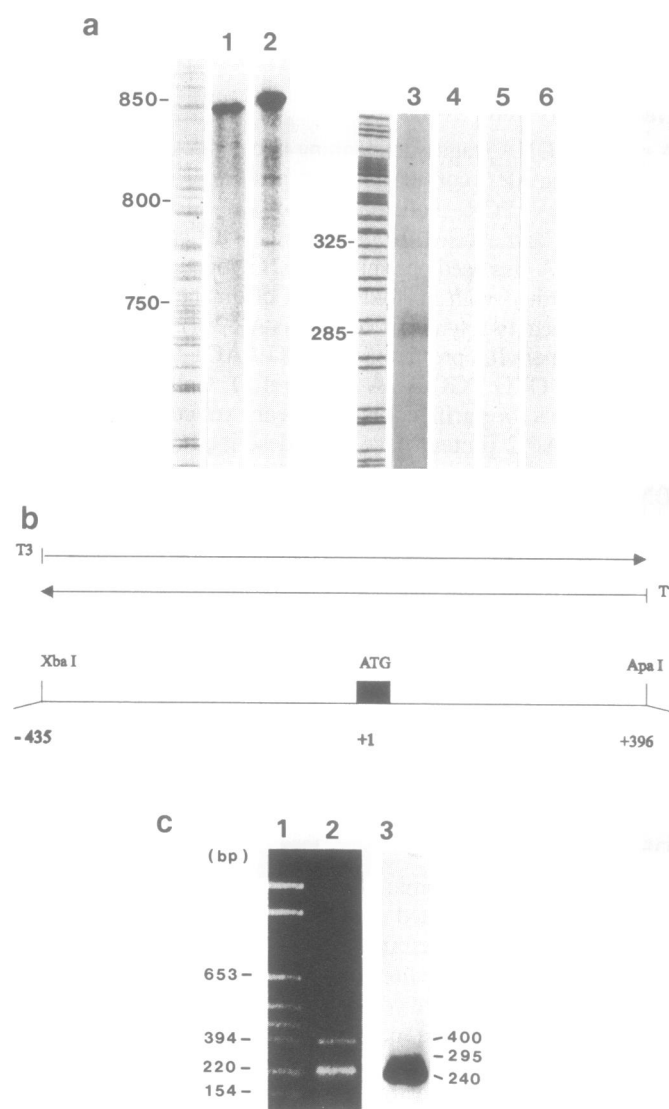 a
1 2
850-
800-
750-
3 4 5 6
325-
285-
b
T3
T
Xba I ATG Apa I
- 435 +1 +396
c
1 2 3
(bp)
653-
394-
220-
154-
-400
-295
-240